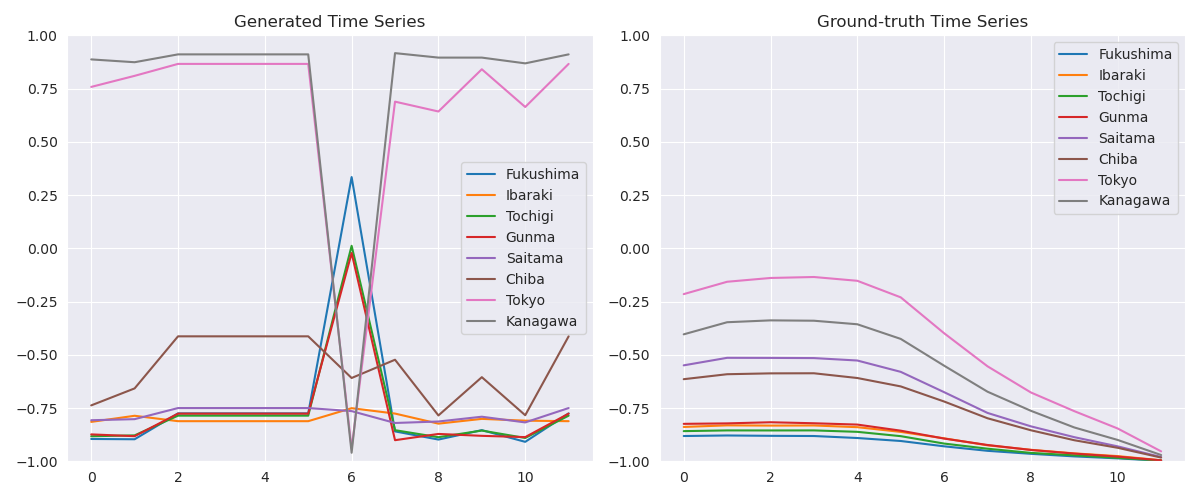 Generated Time Series
1.00
0.75
0.50
0.25
0.00
−0.25
−0.50
−0.75
−1.00
0 2 4 6 8 10
Fukushima
Ibaraki
Tochigi
Gunma
Saitama
Chiba
Tokyo
Kanagawa
Ground-truth Time Series
1.00
0.75
0.50
0.25
0.00
−0.25
−0.50
−0.75
−1.00
0 2 4 6 8 10
Fukushima
Ibaraki
Tochigi
Gunma
Saitama
Chiba
Tokyo
Kanagawa